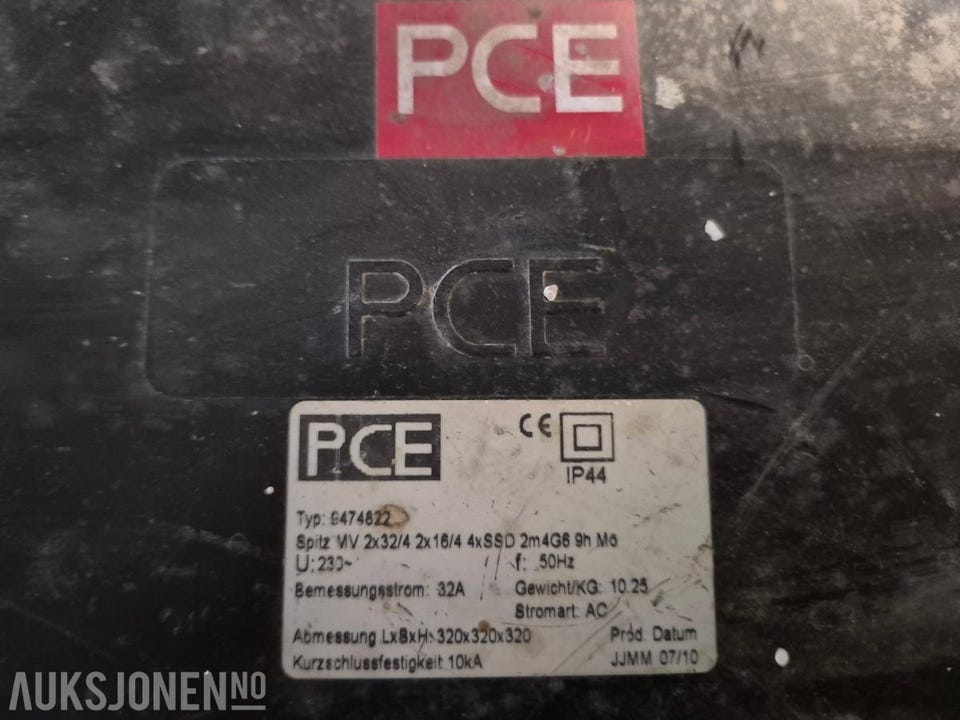 PCE
PCE
PCE CE
IP44
Typ: 9474822
Spitz MV 2x32/4 2x16/4 4xSSD 2m4G6 9h Mo
U: 230~ f: 50Hz
Bemessungsstrom: 32A Gewicht/KG: 10.25
Stromart: AC
Abmessung LxBxH: 320x320x320 Prod. Datum
Kurzschlussfestigkeit 10kA JJMM 07/10
AUKSJONEN.NO